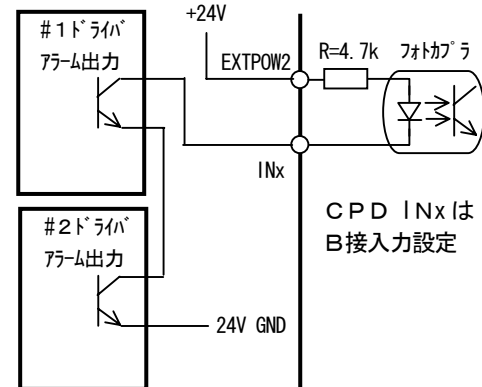 #1ﾄﾞﾗｲﾊﾞ
ｱﾗｰﾑ出力
+24V
EXTPOW2
R=4.7k
ﾌｫﾄｶﾌﾟﾗ
INx
#2ﾄﾞﾗｲﾊﾞ
ｱﾗｰﾑ出力
24V GND
ＣＰＤ ＩＮｘは
Ｂ接入力設定